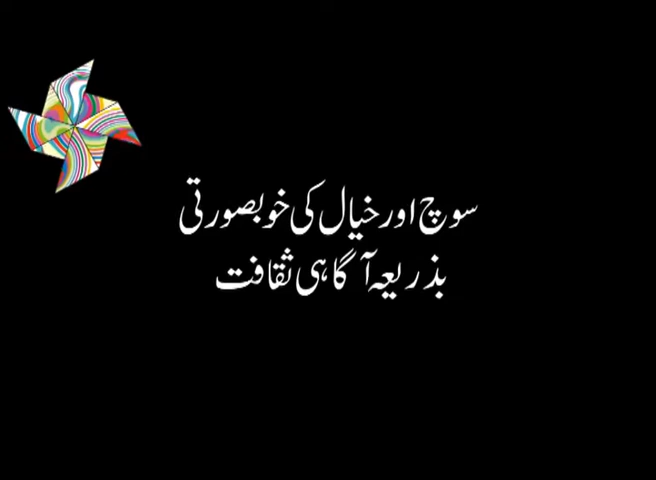 سوچ اور خیال کی خوبصورتی
بذریعہ آگاہی ثقافت